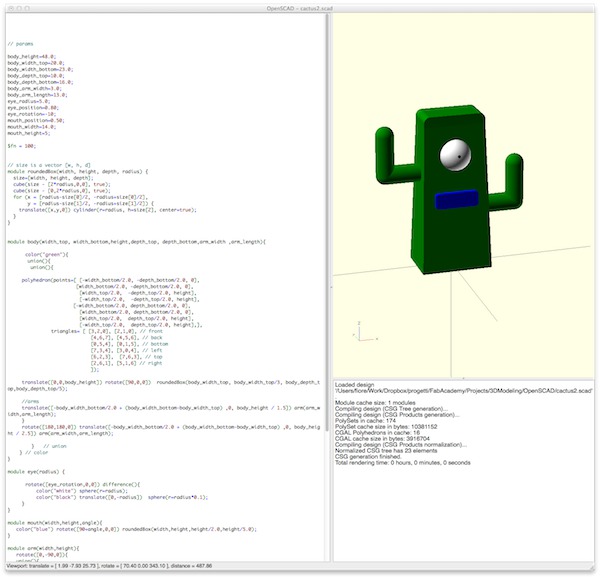 OpenSCAD – cactus2.scad
// params
body_height=48.0;
body_width_top=20.0;
body_width_bottom=23.0;
body_depth_top=10.0;
body_depth_bottom=16.0;
body_arm_width=3.0;
body_arm_length=13.0;
eye_radius=5.0;
eye_position=0.80;
eye_rotation=-10;
mouth_position=0.50;
mouth_width=14.0;
mouth_height=5;
$fn = 100;
// size is a vector [w, h, d]
module roundedBox(width, height, depth, radius) {
size=[width, height, depth];
cube(size - [2*radius,0,0], true);
cube(size - [0,2*radius,0], true);
for (x = [radius-size[0]/2, -radius+size[0]/2],
y = [radius-size[1]/2, -radius+size[1]/2]) {
translate([x,y,0]) cylinder(r=radius, h=size[2], center=true);
}
}
module body(width_top, width_bottom,height,depth_top, depth_bottom,arm_width ,arm_length){
color("green"){
union(){
union(){
polyhedron(points=[ [-width_bottom/2.0, -depth_bottom/2.0, 0],
[width_bottom/2.0, -depth_bottom/2.0, 0],
[width_top/2.0, -depth_top/2.0, height],
[-width_top/2.0, -depth_top/2.0, height],
[-width_bottom/2.0, depth_bottom/2.0, 0],
[width_bottom/2.0, depth_bottom/2.0, 0],
[width_top/2.0, depth_top/2.0, height],
[-width_top/2.0, depth_top/2.0, height],],
triangles= [ [3,2,0], [2,1,0], // front
[4,6,7], [4,5,6], // back
[0,5,4], [0,1,5], // bottom
[7,3,4], [3,0,4], // left
[6,2,3], [7,6,3], // top
[2,6,1], [5,1,6] // right
]);
translate([0,0,body_height]) rotate([90,0,0]) roundedBox(body_width_top, body_width_top/3, body_depth_t
op,body_depth_top/5);
//arms
translate([-body_width_bottom/2.0 + (body_width_bottom-body_width_top) ,0, body_height / 1.5]) arm(arm_w
idth,arm_length);
}
rotate([180,180,0]) translate([-body_width_bottom/2.0 + (body_width_bottom-body_width_top) ,0, body_heig
ht / 2.5]) arm(arm_width,arm_length);
} // union
} // color
}
module eye(radius) {
rotate([eye_rotation,0,0]) difference(){
color("white") sphere(r=radius);
color("black") translate([0,-radius]) sphere(r=radius*0.1);
}
}
module mouth(width,height,angle){
color("blue") rotate([90+angle,0,0]) roundedBox(width,height,height/2.0,height/5.0);
}
module arm(width,height){
rotate([0,-90,0]){
union(){
Z
X
Loaded design
'/Users/fiore/Work/Dropbox/progetti/FabAcademy/Projects/3DModeling/OpenSCAD/cactus2.scad'
Module cache size: 1 modules
Compiling design (CSG Tree generation)...
Compiling design (CSG Products generation)...
PolySets in cache: 174
PolySet cache size in bytes: 10381152
CGAL Polyhedrons in cache: 16
CGAL cache size in bytes: 3916704
Compiling design (CSG Products normalization)...
Normalized CSG tree has 23 elements
CSG generation finished.
Total rendering time: 0 hours, 0 minutes, 0 seconds
Viewport: translate = [ 1.99 -7.93 25.73 ], rotate = [ 70.40 0.00 343.10 ], distance = 487.86